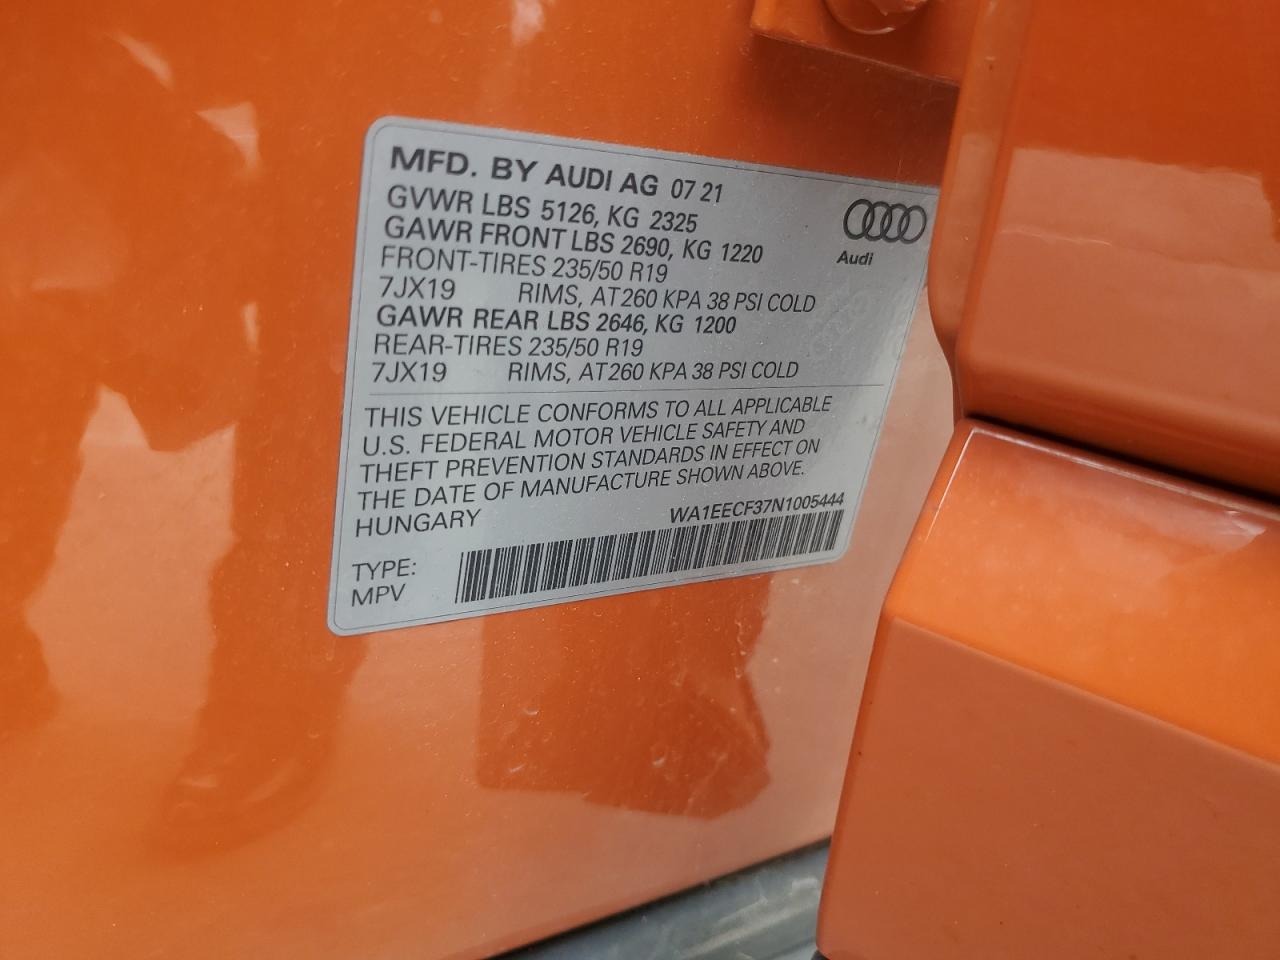 MFD. BY AUDI AG 07 21
GVWR LBS 5126, KG 2325
GAWR FRONT LBS 2690, KG 1220
FRONT-TIRES 235/50 R19
7JX19 RIMS, AT260 KPA 38 PSI COLD
GAWR REAR LBS 2646, KG 1200
REAR-TIRES 235/50 R19
7JX19 RIMS, AT260 KPA 38 PSI COLD
Audi
THIS VEHICLE CONFORMS TO ALL APPLICABLE
U.S. FEDERAL MOTOR VEHICLE SAFETY AND
THEFT PREVENTION STANDARDS IN EFFECT ON
THE DATE OF MANUFACTURE SHOWN ABOVE.
HUNGARY WA1EECF37N1005444
TYPE:
MPV